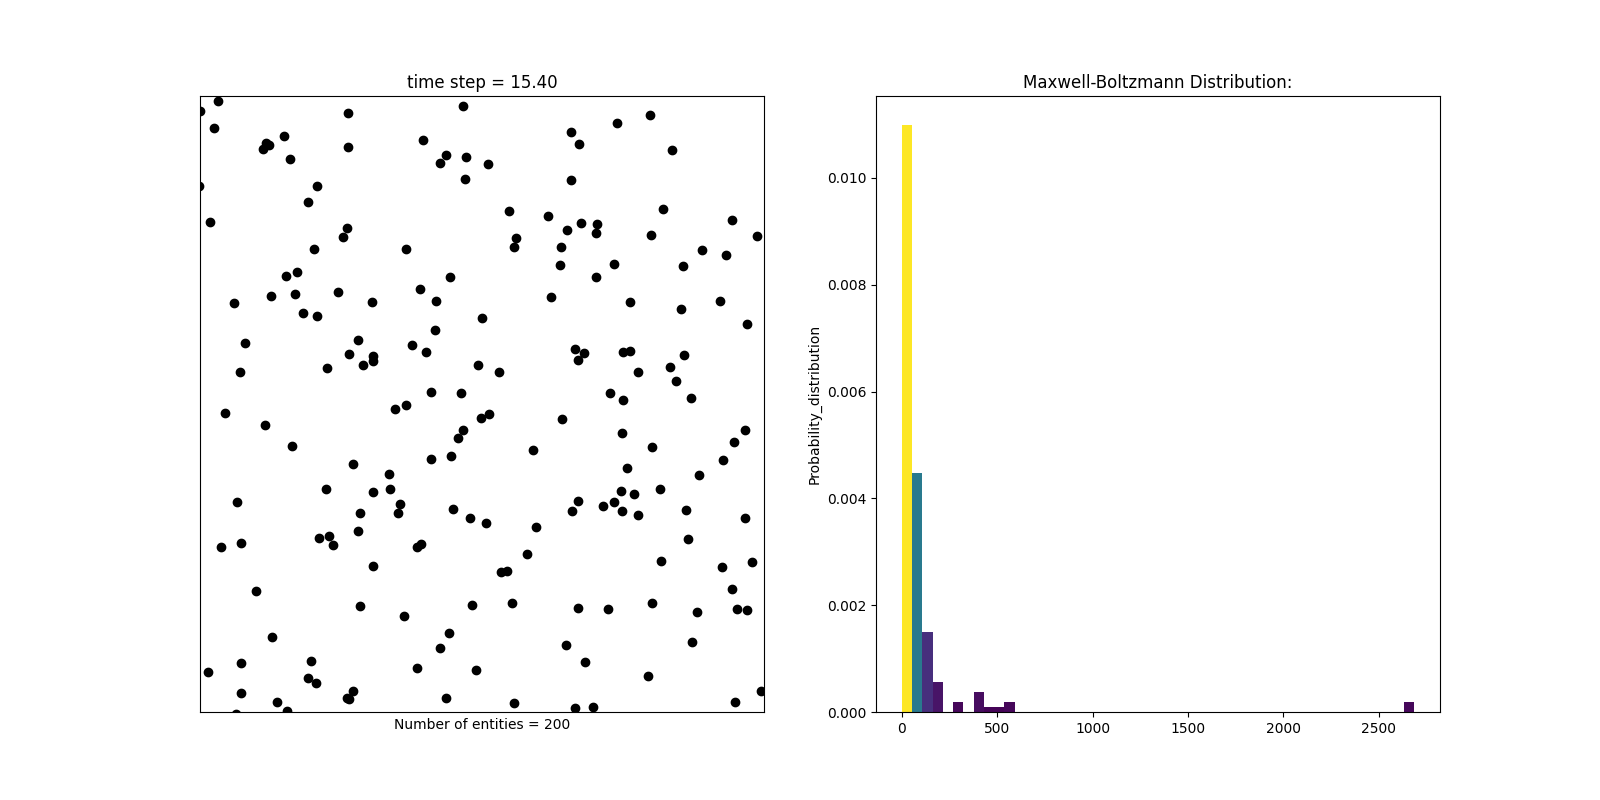 time step = 15.40
Number of entities = 200
Maxwell-Boltzmann Distribution:
Probability_distribution
0.010
0.008
0.006
0.004
0.002
0.000
0 500 1000 1500 2000 2500